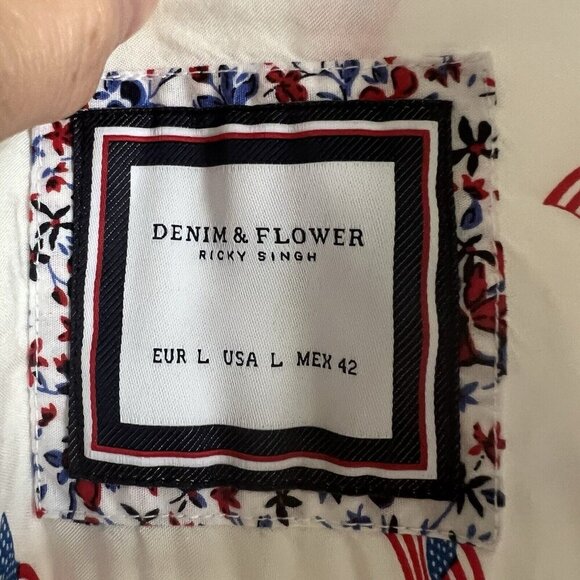 DENIM & FLOWER
RICKY SINGH
EUR L USA L MEX 42